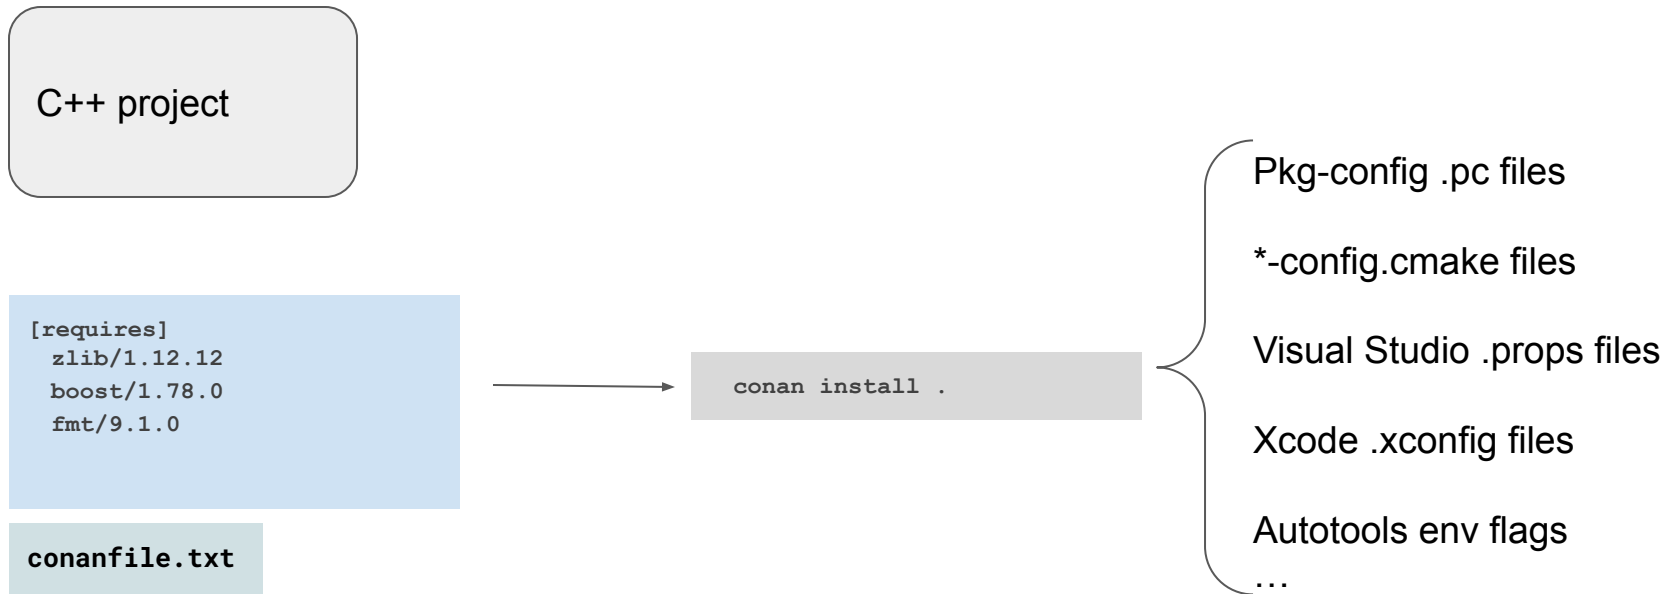 C++ project
[requires]
zlib/1.12.12
boost/1.78.0
fmt/9.1.0
conanfile.txt
conan install .
Pkg-config .pc files
*-config.cmake files
Visual Studio .props files
Xcode .xconfig files
Autotools env flags
…